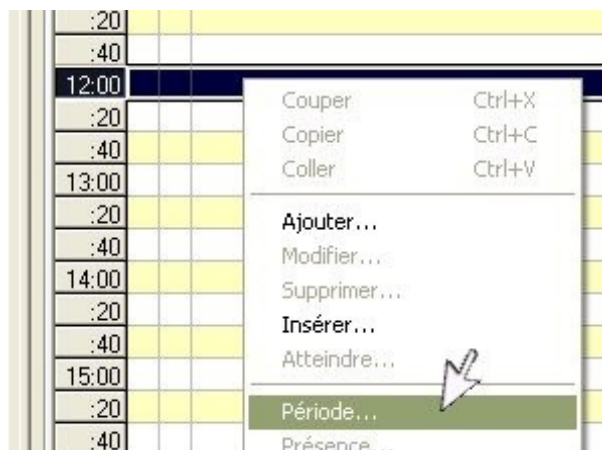 :20
:40
12:00
:20
:40
13:00
:20
:40
14:00
:20
:40
15:00
:20
:40
Couper Ctrl+X
Copier Ctrl+C
Coller Ctrl+V
Ajouter...
Modifier...
Supprimer...
Insérer...
Atteindre...
Période...
Présence...